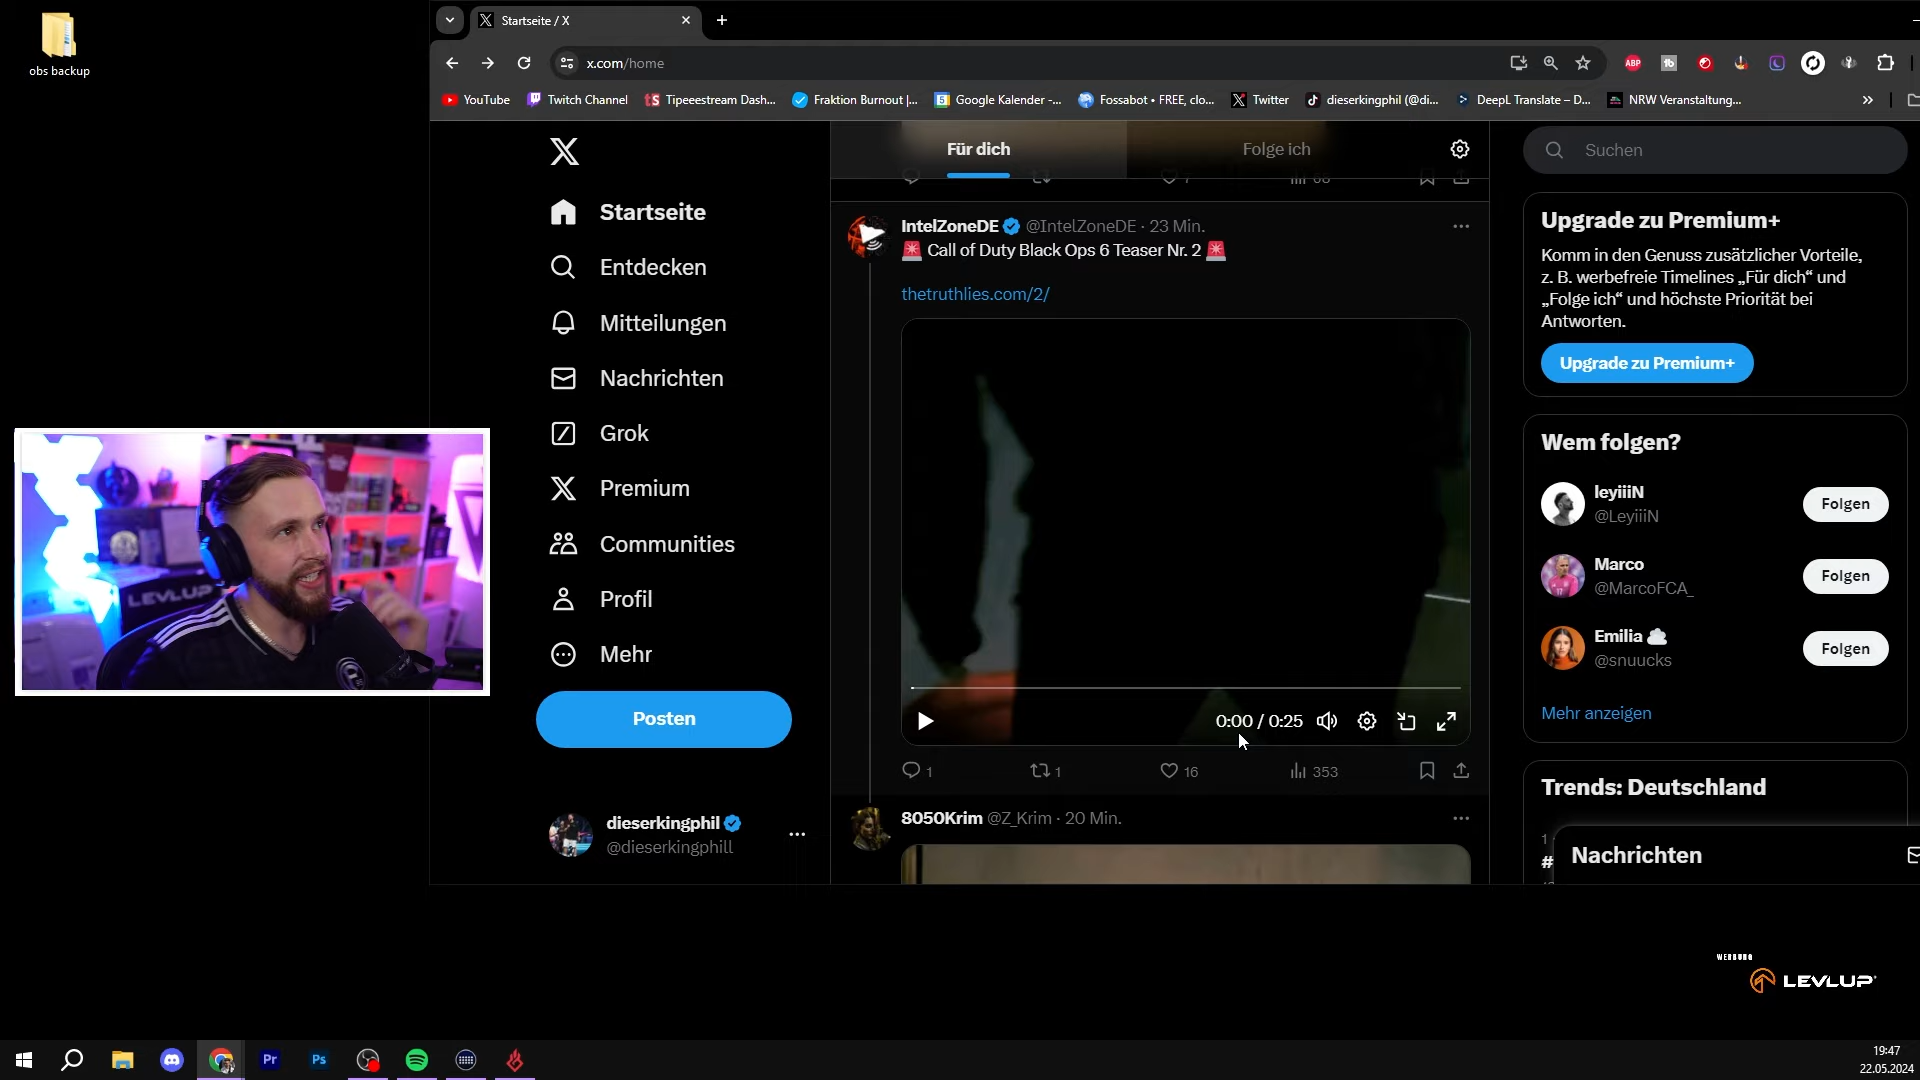 obs backup
Startseite / X
x.com/home
ABP
YouTube
Twitch Channel
Tipeeestream Dash...
Fraktion Burnout |...
Google Kalender -...
Fossabot • FREE, clo...
Twitter
dieserkingphil (@di...
DeepL Translate – D...
NRW Veranstaltung...
Für dich
Folge ich
Suchen
Startseite
Entdecken
Mitteilungen
Nachrichten
Grok
Premium
Communities
Profil
Mehr
Posten
dieserkingphil
@dieserkingphill
IntelZoneDE @IntelZoneDE · 23 Min.
🚨 Call of Duty Black Ops 6 Teaser Nr. 2 🚨
thetruthlies.com/2/
0:00 / 0:25
1
1
16
353
8050Krim @Z_Krim · 20 Min.
Upgrade zu Premium+
Komm in den Genuss zusätzlicher Vorteile,
z. B. werbefreie Timelines „Für dich“ und
„Folge ich“ und höchste Priorität bei
Antworten.
Upgrade zu Premium+
Wem folgen?
leyiiiN
@LeyiiiN
Folgen
Marco
@MarcoFCA_
Folgen
Emilia ☁️
@snuucks
Folgen
Mehr anzeigen
Trends: Deutschland
Nachrichten
LEVLUP
WERBUNG
LEVLUP
Pr
Ps
19:47
22.05.2024